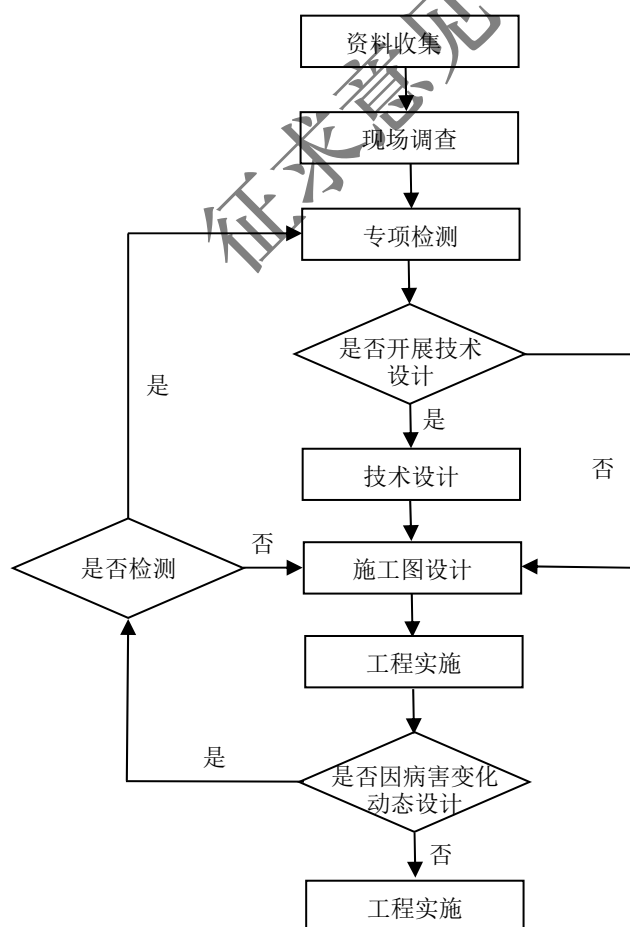 资料收集
征求意见
现场调查
专项检测
是否开展技术
设计
是
是
技术设计
否
是否检测
否
施工图设计
工程实施
是
是否因病害变化
动态设计
否
工程实施